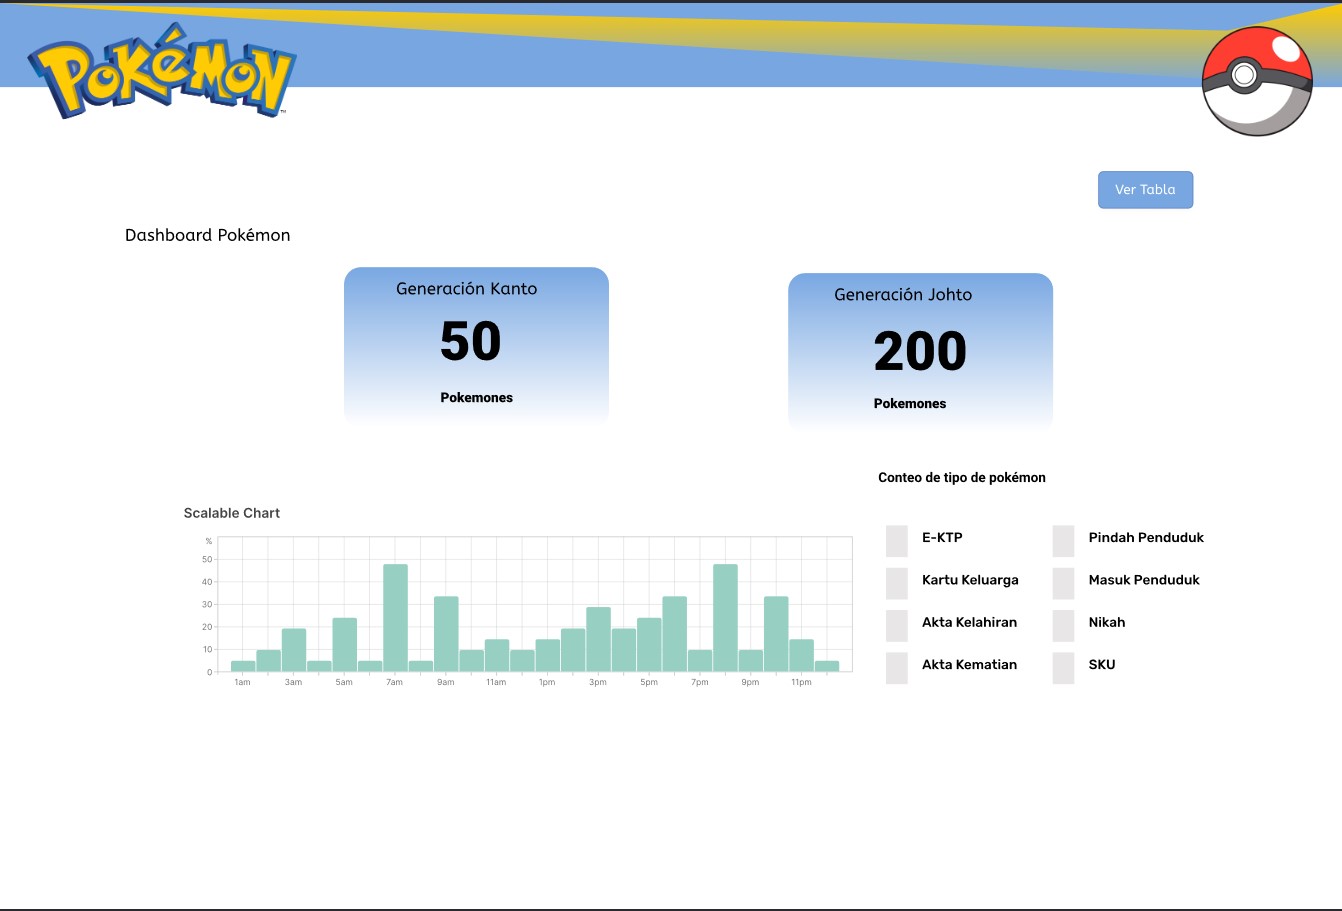 POKÉMON
TM
Ver Tabla
Dashboard Pokémon
Generación Kanto
50
Pokemones
Generación Johto
200
Pokemones
Conteo de tipo de pokémon
Scalable Chart
%
50
40
30
20
10
0
1am 3am 5am 7am 9am 11am 1pm 3pm 5pm 7pm 9pm 11pm
E-KTP
Pindah Penduduk
Kartu Keluarga
Masuk Penduduk
Akta Kelahiran
Nikah
Akta Kematian
SKU